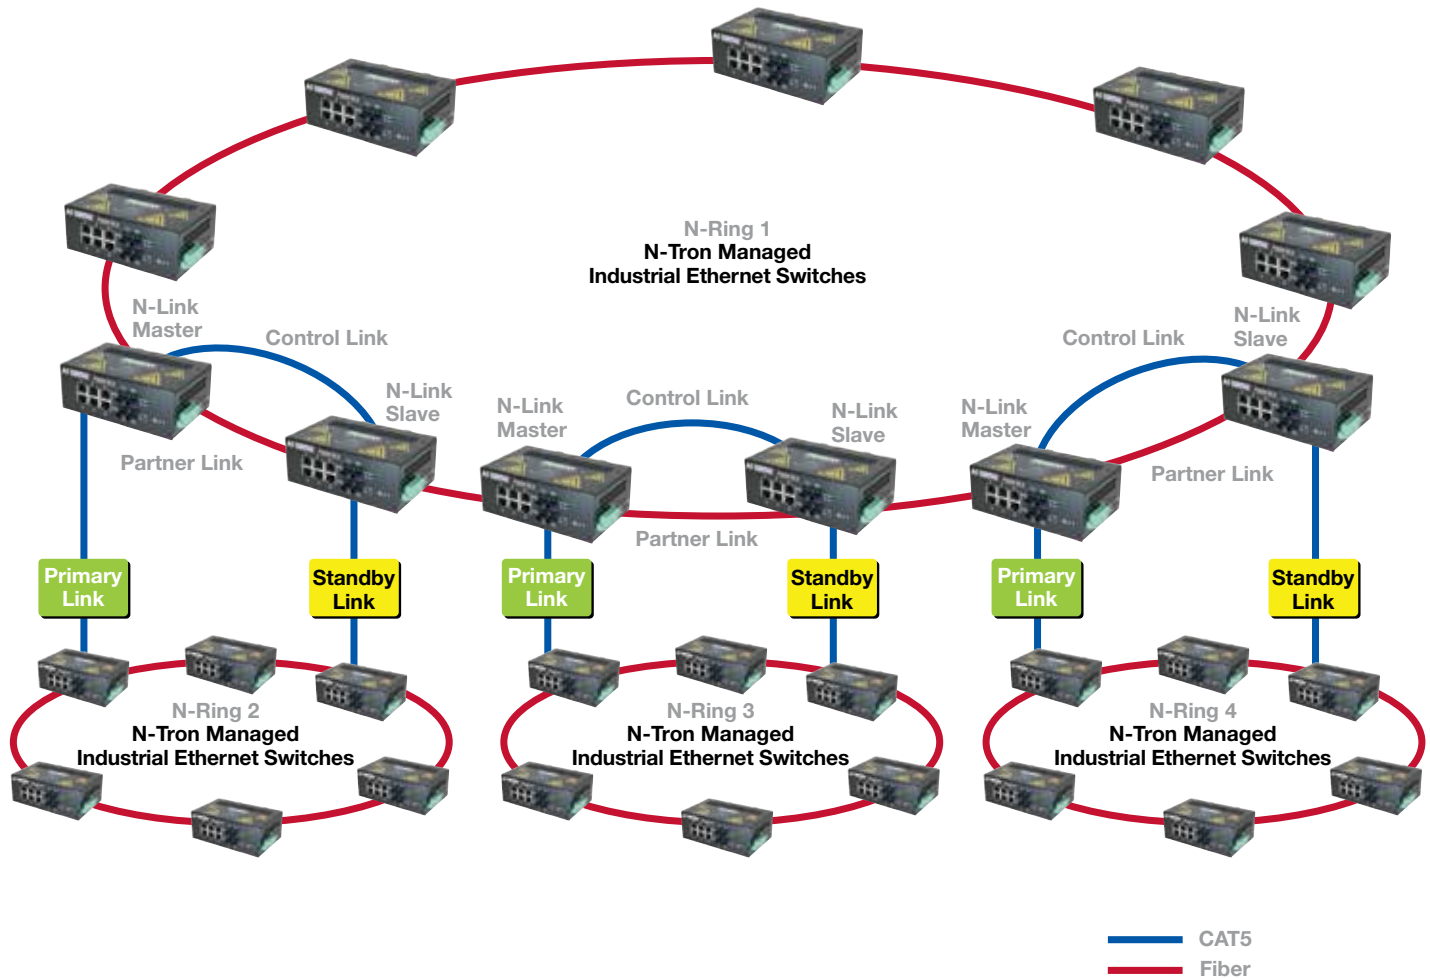 N-Ring 1
N-Tron Managed
Industrial Ethernet Switches
N-Link
Master
Control Link
N-Link
Slave
Partner Link
N-Link
Master
Control Link
N-Link
Slave
Partner Link
N-Link
Master
Control Link
N-Link
Slave
Partner Link
Primary
Link
Standby
Link
Primary
Link
Standby
Link
Primary
Link
Standby
Link
N-Ring 2
N-Tron Managed
Industrial Ethernet Switches
N-Ring 3
N-Tron Managed
Industrial Ethernet Switches
N-Ring 4
N-Tron Managed
Industrial Ethernet Switches
CAT5
Fiber